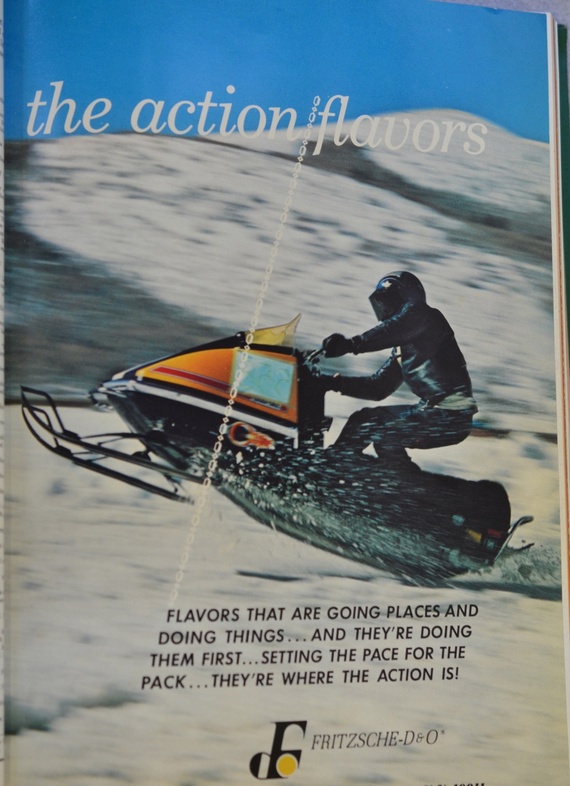 the action flavors
FLAVORS THAT ARE GOING PLACES AND
DOING THINGS...AND THEY'RE DOING
THEM FIRST...SETTING THE PACE FOR THE
PACK...THEY'RE WHERE THE ACTION IS!
FRITZSCHE-D&O®